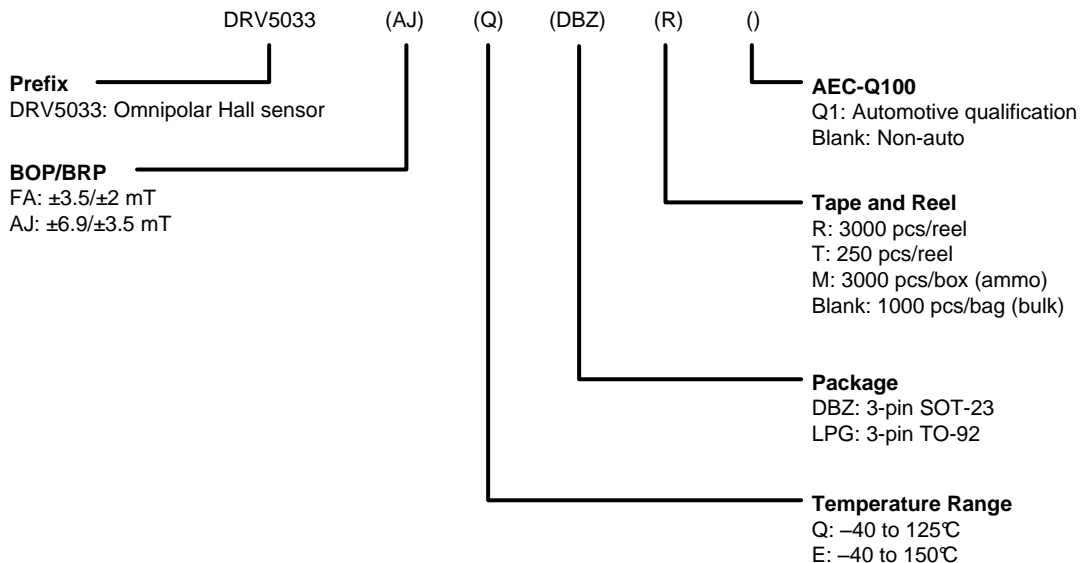 DRV5033 (AJ) (Q) (DBZ) (R) ()
Prefix
DRV5033: Omnipolar Hall sensor
BOP/BRP
FA: ±3.5/±2 mT
AJ: ±6.9/±3.5 mT
AEC-Q100
Q1: Automotive qualification
Blank: Non-auto
Tape and Reel
R: 3000 pcs/reel
T: 250 pcs/reel
M: 3000 pcs/box (ammo)
Blank: 1000 pcs/bag (bulk)
Package
DBZ: 3-pin SOT-23
LPG: 3-pin TO-92
Temperature Range
Q: –40 to 125°C
E: –40 to 150°C